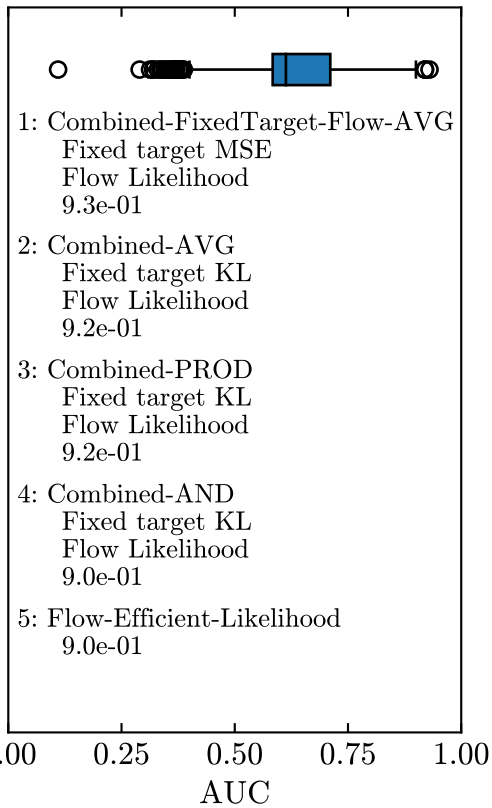 1: Combined-FixedTarget-Flow-AVG
Fixed target MSE
Flow Likelihood
9.3e-01
2: Combined-AVG
Fixed target KL
Flow Likelihood
9.2e-01
3: Combined-PROD
Fixed target KL
Flow Likelihood
9.2e-01
4: Combined-AND
Fixed target KL
Flow Likelihood
9.0e-01
5: Flow-Efficient-Likelihood
9.0e-01
.00 0.25 0.50 0.75 1.00
AUC